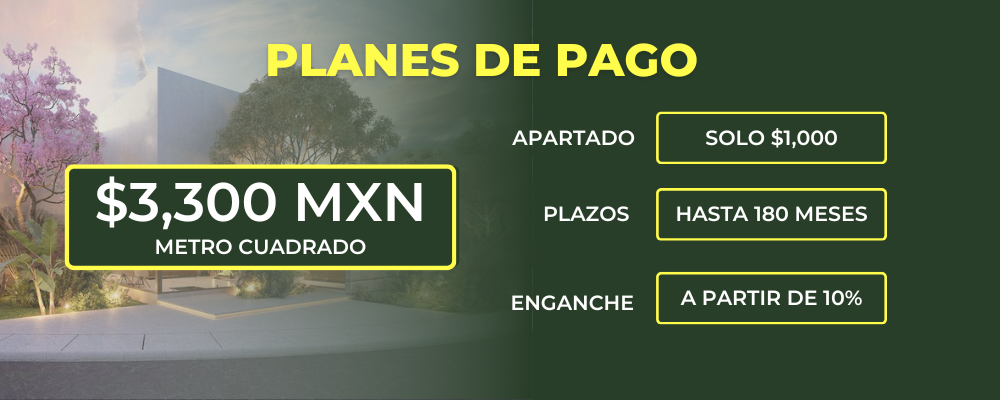 PLANES DE PAGO
$3,300 MXN
METRO CUADRADO
APARTADO
SOLO $1,000
PLAZOS
HASTA 180 MESES
ENGANCHE
A PARTIR DE 10%